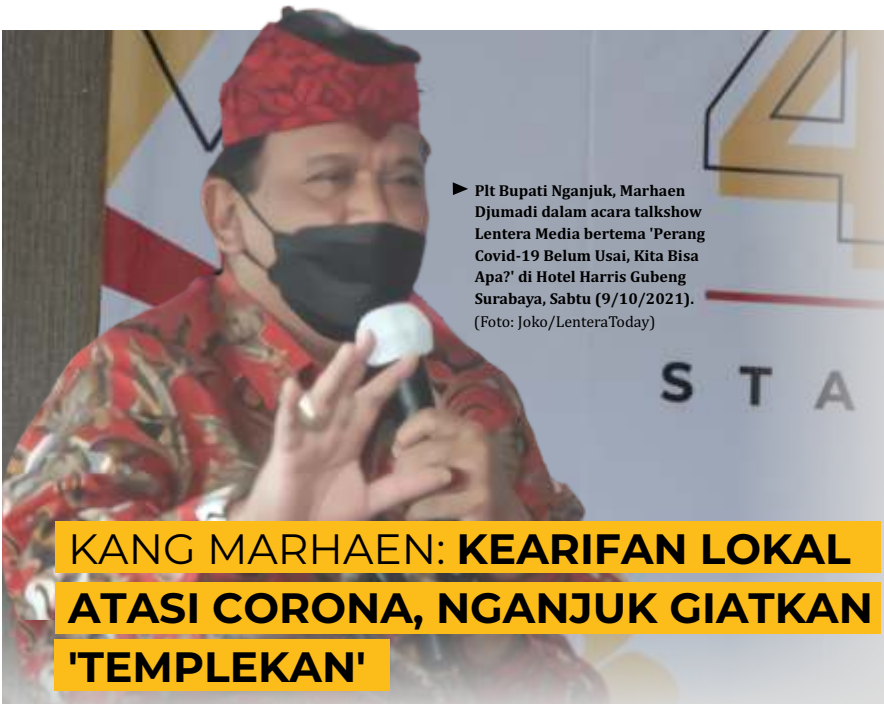 ► Plt Bupati Nganjuk, Marhaen
Djumadi dalam acara talkshow
Lentera Media bertema 'Perang
Covid-19 Belum Usai, Kita Bisa
Apa?' di Hotel Harris Gubeng
Surabaya, Sabtu (9/10/2021).
(Foto: Joko/LenteraToday)
4
S T A
KANG MARHAEN: KEARIFAN LOKAL
ATASI CORONA, NGANJUK GIATKAN
'TEMPLEKAN'